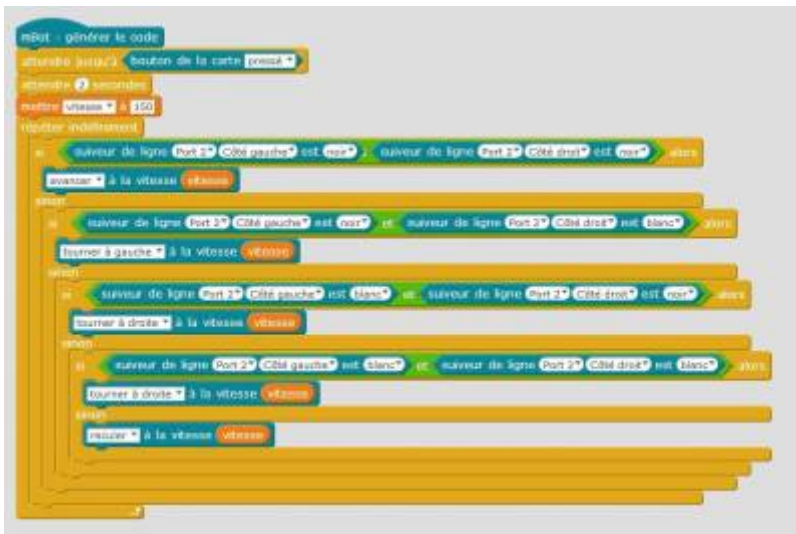 mBot - générer le code
attendre jusqu'à bouton de la carte pressé
attendre 2 secondes
mettre vitesse à 150
répéter indéfiniment
si suiveur de ligne Port 2 Côté gauche est noir suiveur de ligne Port 2 Côté droit est noir alors
avancer à la vitesse vitesse
sinon
si suiveur de ligne Port 2 Côté gauche est noir et suiveur de ligne Port 2 Côté droit est blanc alors
tourner à gauche à la vitesse vitesse
sinon
si suiveur de ligne Port 2 Côté gauche est blanc et suiveur de ligne Port 2 Côté droit est noir alors
tourner à droite à la vitesse vitesse
sinon
si suiveur de ligne Port 2 Côté gauche est blanc et suiveur de ligne Port 2 Côté droit est blanc alors
tourner à droite à la vitesse vitesse
sinon
reculer à la vitesse vitesse